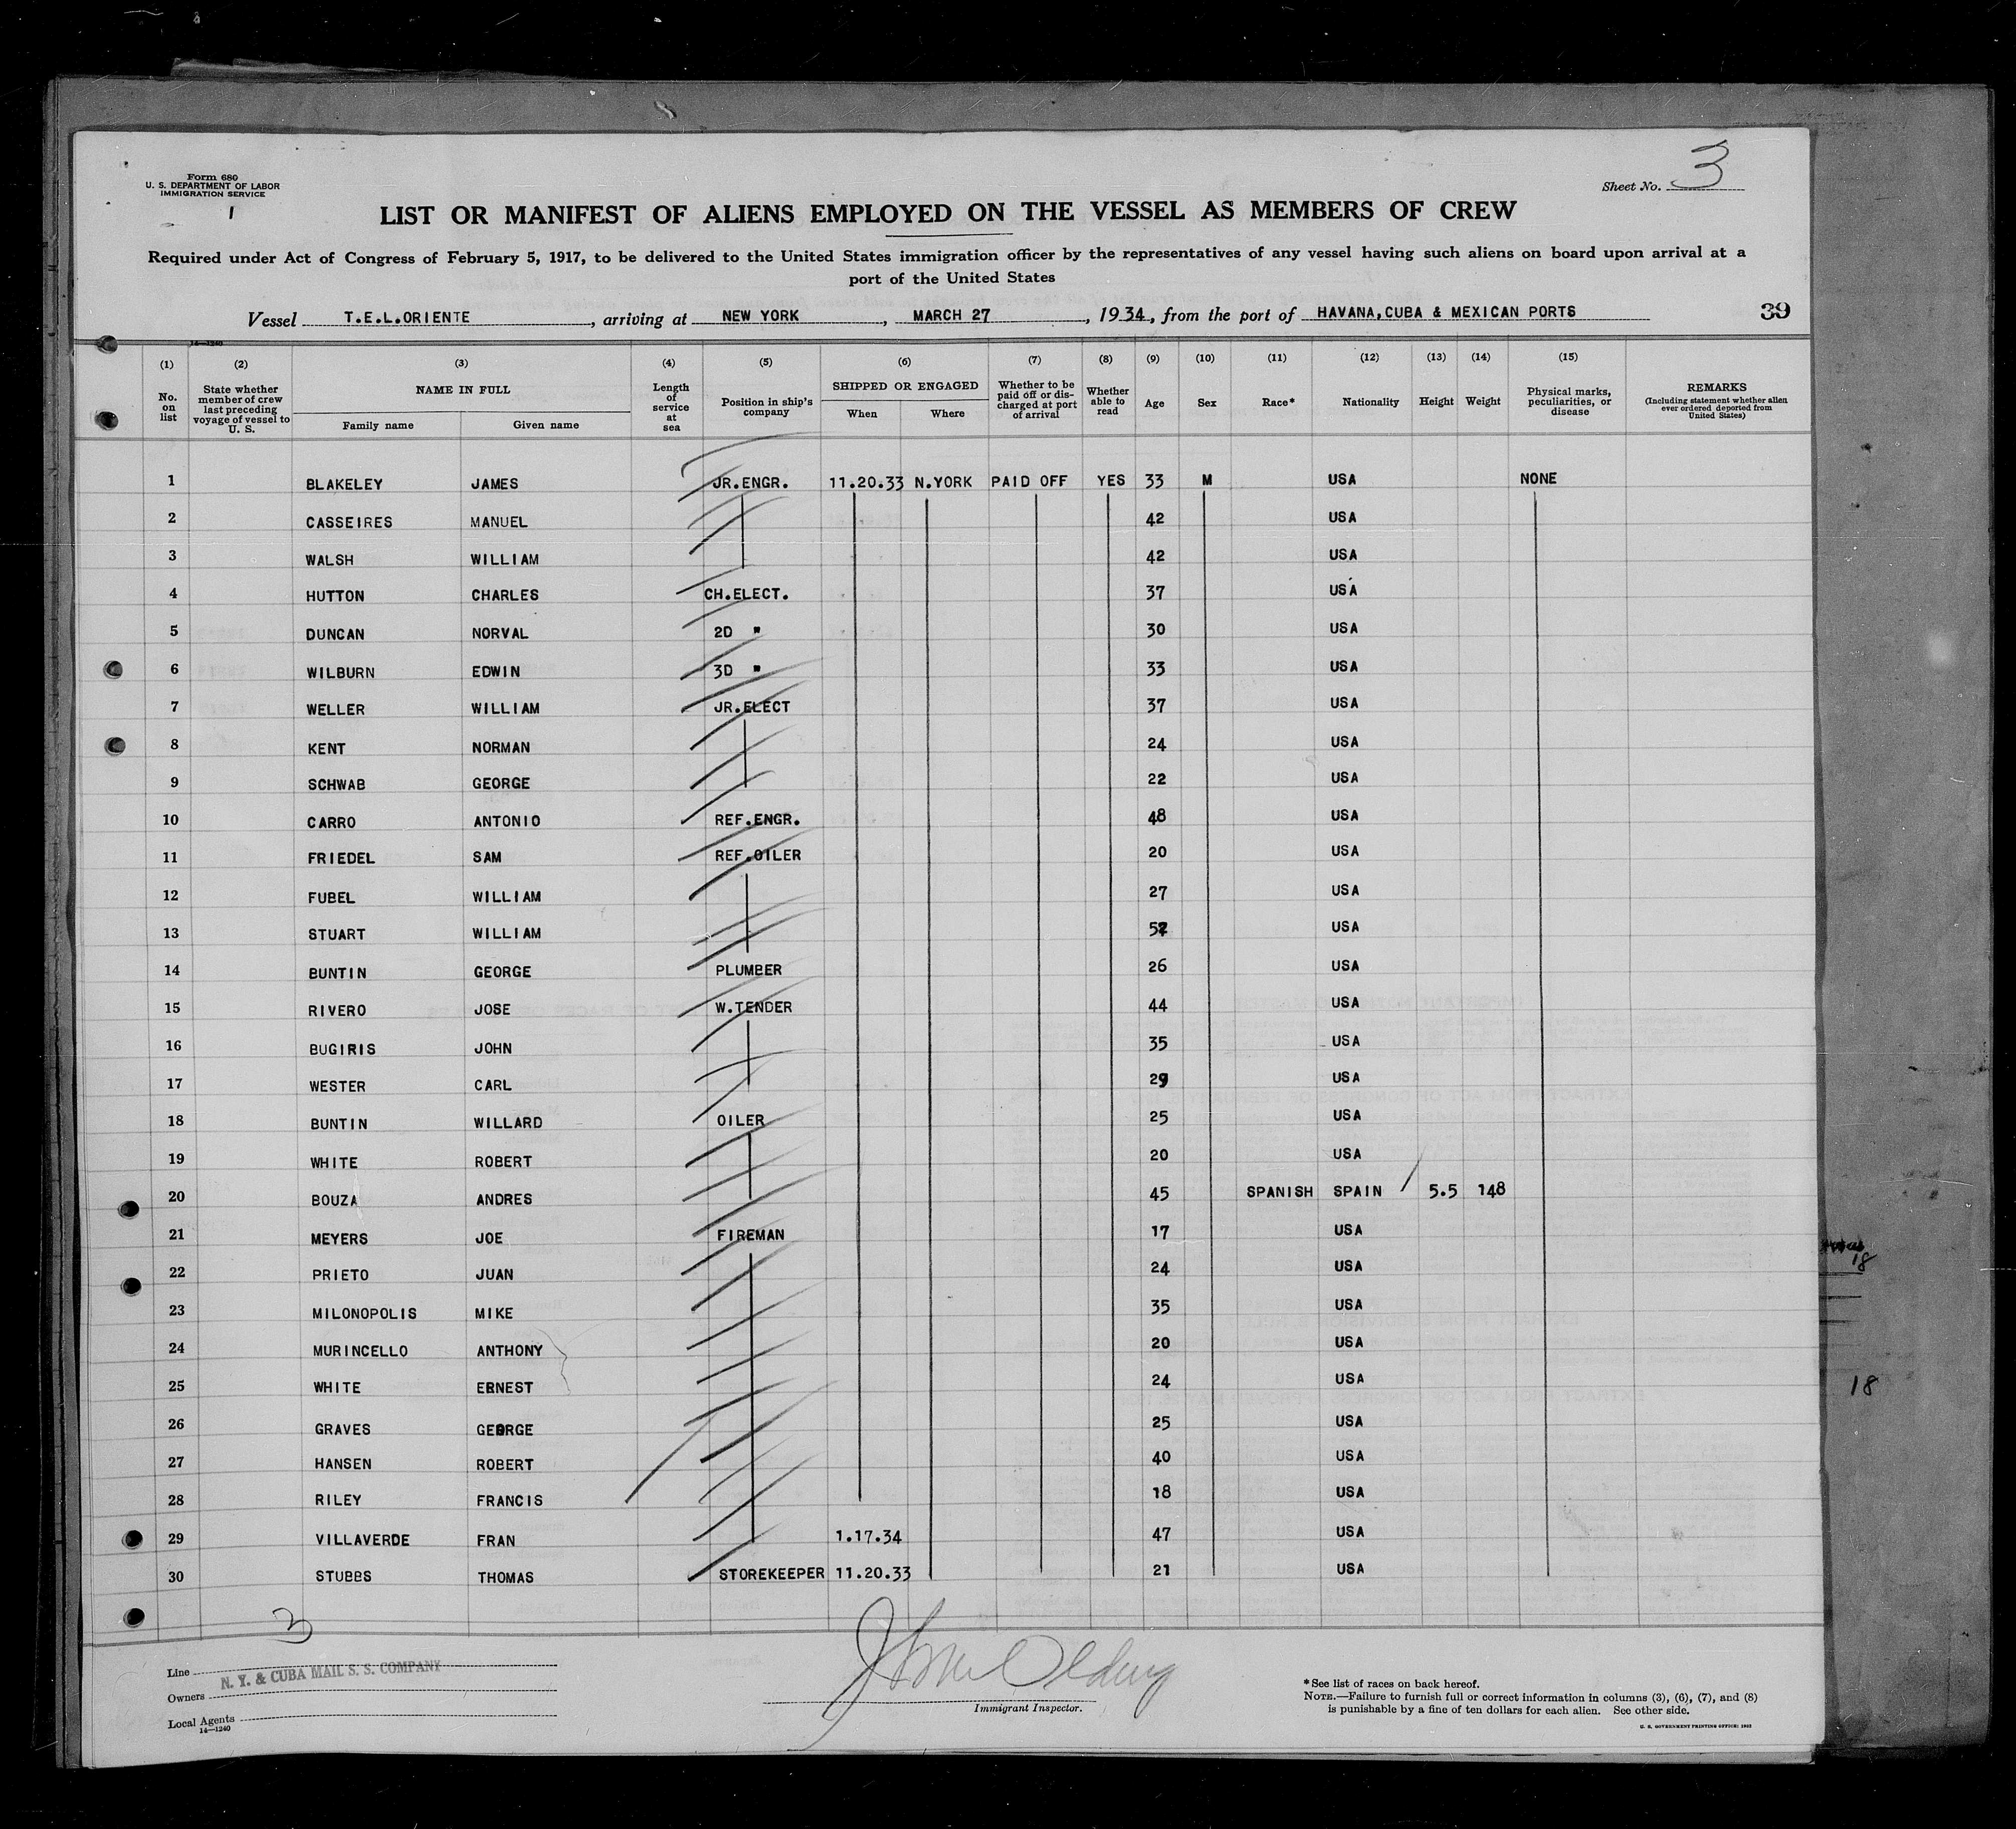 Form 680
U. S. DEPARTMENT OF LABOR
IMMIGRATION SERVICE
1
Sheet No. 3
LIST OR MANIFEST OF ALIENS EMPLOYED ON THE VESSEL AS MEMBERS OF CREW
Required under Act of Congress of February 5, 1917, to be delivered to the United States immigration officer by the representatives of any vessel having such aliens on board upon arrival at a
port of the United States
Vessel T.E.L.ORIENTE, arriving at NEW YORK, MARCH 27, 1934, from the port of HAVANA, CUBA & MEXICAN PORTS 39
14—1240
(1) (2) (3) (4) (5) (6) (7) (8) (9) (10) (11) (12) (13) (14) (15)
No. on list
State whether member of crew last preceding voyage of vessel to U. S.
NAME IN FULL
Family name Given name
Length of service at sea
Position in ship's company
SHIPPED OR ENGAGED
When Where
Whether to be paid off or discharged at port of arrival
Whether able to read
Age
Sex
Race*
Nationality
Height
Weight
Physical marks, peculiarities, or disease
REMARKS
(Including statement whether alien ever ordered deported from United States)
1 BLAKELEY JAMES JR.ENGR. 11.20.33 N.YORK PAID OFF YES 33 M USA NONE
2 CASSEIRES MANUEL 42 USA
3 WALSH WILLIAM 42 USA
4 HUTTON CHARLES CH.ELECT. 37 USA
5 DUNCAN NORVAL 2D " 30 USA
6 WILBURN EDWIN 3D " 33 USA
7 WELLER WILLIAM JR.ELECT 37 USA
8 KENT NORMAN 24 USA
9 SCHWAB GEORGE 22 USA
10 CARRO ANTONIO REF.ENGR. 48 USA
11 FRIEDEL SAM REF.OILER 20 USA
12 FUBEL WILLIAM 27 USA
13 STUART WILLIAM USA
14 BUNTIN GEORGE PLUMBER 26 USA
15 RIVERO JOSE W.TENDER 44 USA
16 BUGIRIS JOHN 35 USA
17 WESTER CARL 29 USA
18 BUNTIN WILLARD OILER 25 USA
19 WHITE ROBERT 20 USA
20 BOUZA ANDRES 45 SPANISH SPAIN 5.5 148
21 MEYERS JOE FIREMAN 17 USA
22 PRIETO JUAN 24 USA
23 MILONOPOLIS MIKE 35 USA
24 MURINCELLO ANTHONY 20 USA
25 WHITE ERNEST 24 USA
26 GRAVES GEORGE 25 USA
27 HANSEN ROBERT 40 USA
28 RILEY FRANCIS 18 USA
29 VILLAVERDE FRAN 1.17.34 47 USA
30 STUBBS THOMAS STOREKEEPER 11.20.33 21 USA
18
18
3
Line
N. Y. & CUBA MAIL S. S. COMPANY
Owners
Local Agents
14—1240
Immigrant Inspector.
*See list of races on back hereof.
NOTE.—Failure to furnish full or correct information in columns (3), (6), (7), and (8)
is punishable by a fine of ten dollars for each alien. See other side.
U. S. GOVERNMENT PRINTING OFFICE: 1932